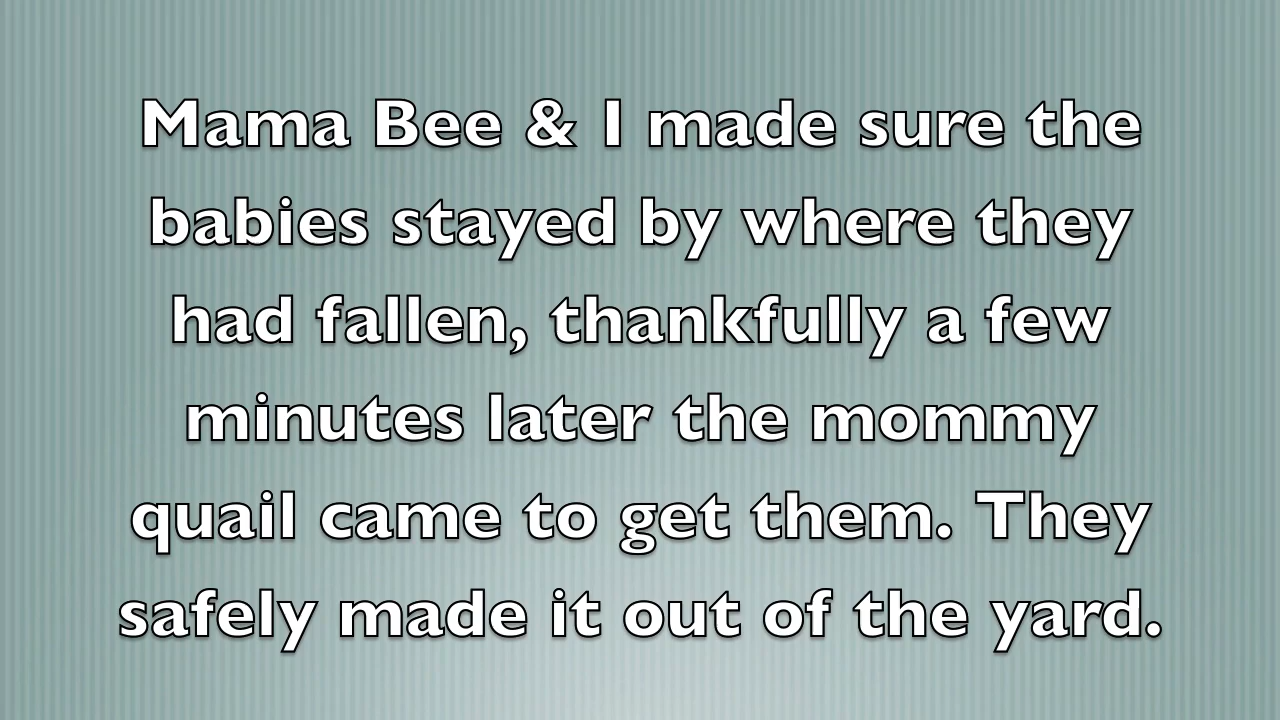 Mama Bee & I made sure the
babies stayed by where they
had fallen, thankfully a few
minutes later the mommy
quail came to get them. They
safely made it out of the yard.